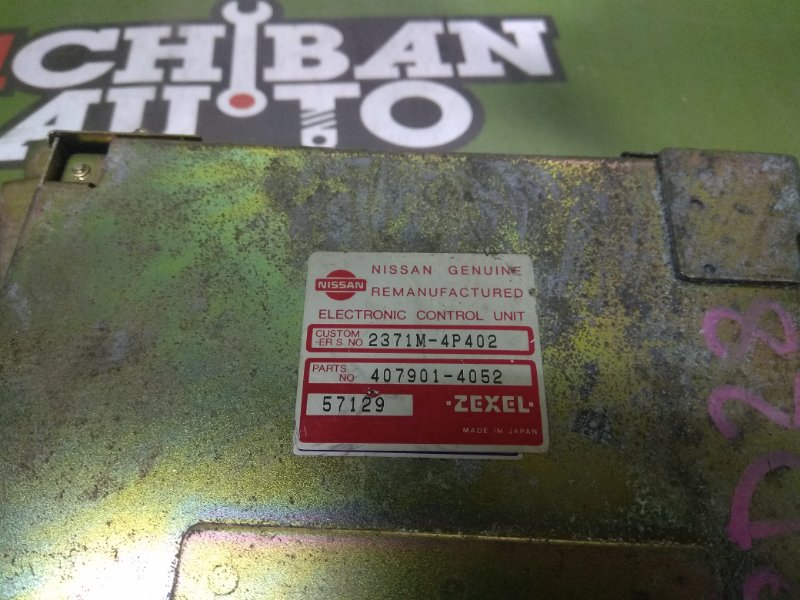 ICHIBAN
AUTO
NISSAN
NISSAN GENUINE
REMANUFACTURED
ELECTRONIC CONTROL UNIT
CUSTOM
-ER S. NO 2371M-4P402
PARTS
NO 407901-4052
57129 ·ZEXEL·
MADE IN JAPAN
RD28